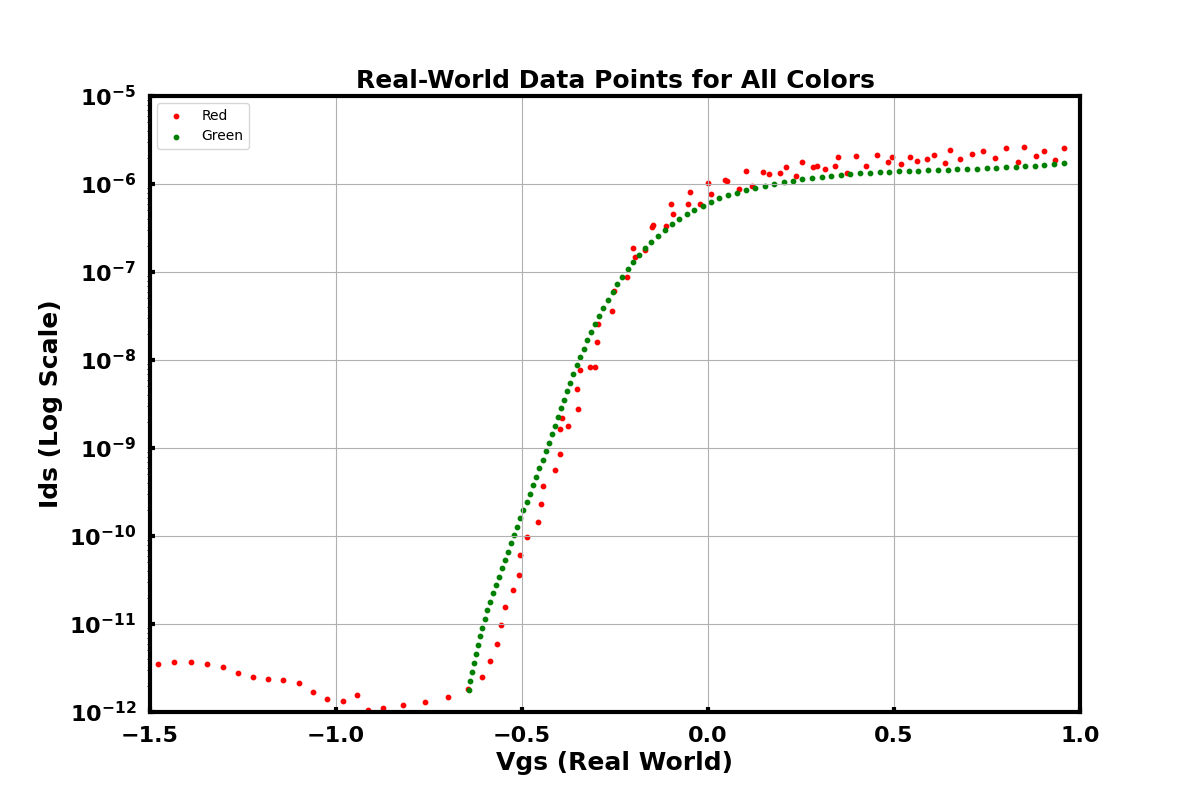 Real-World Data Points for All Colors
Red
Green
10⁻⁵
10⁻⁶
10⁻⁷
10⁻⁸
10⁻⁹
10⁻¹⁰
10⁻¹¹
10⁻¹²
Ids (Log Scale)
−1.5 −1.0 −0.5 0.0 0.5 1.0
Vgs (Real World)